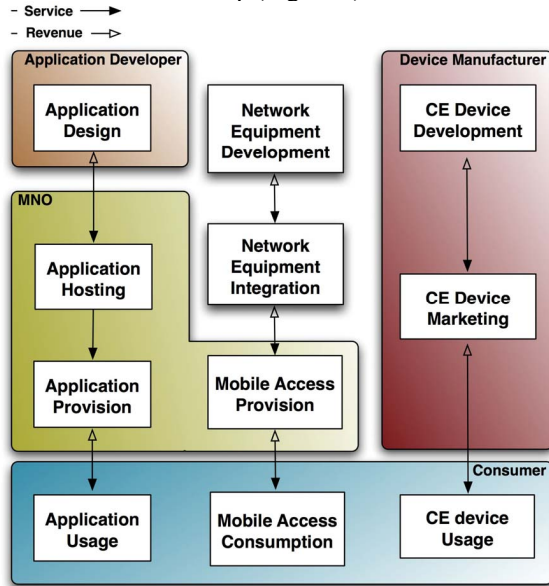 Service
Revenue
Application Developer
Device Manufacturer
Application
Design
Network
Equipment
Development
CE Device
Development
MNO
Application
Hosting
Network
Equipment
Integration
CE Device
Marketing
Application
Provision
Mobile Access
Provision
Consumer
Application
Usage
Mobile Access
Consumption
CE device
Usage